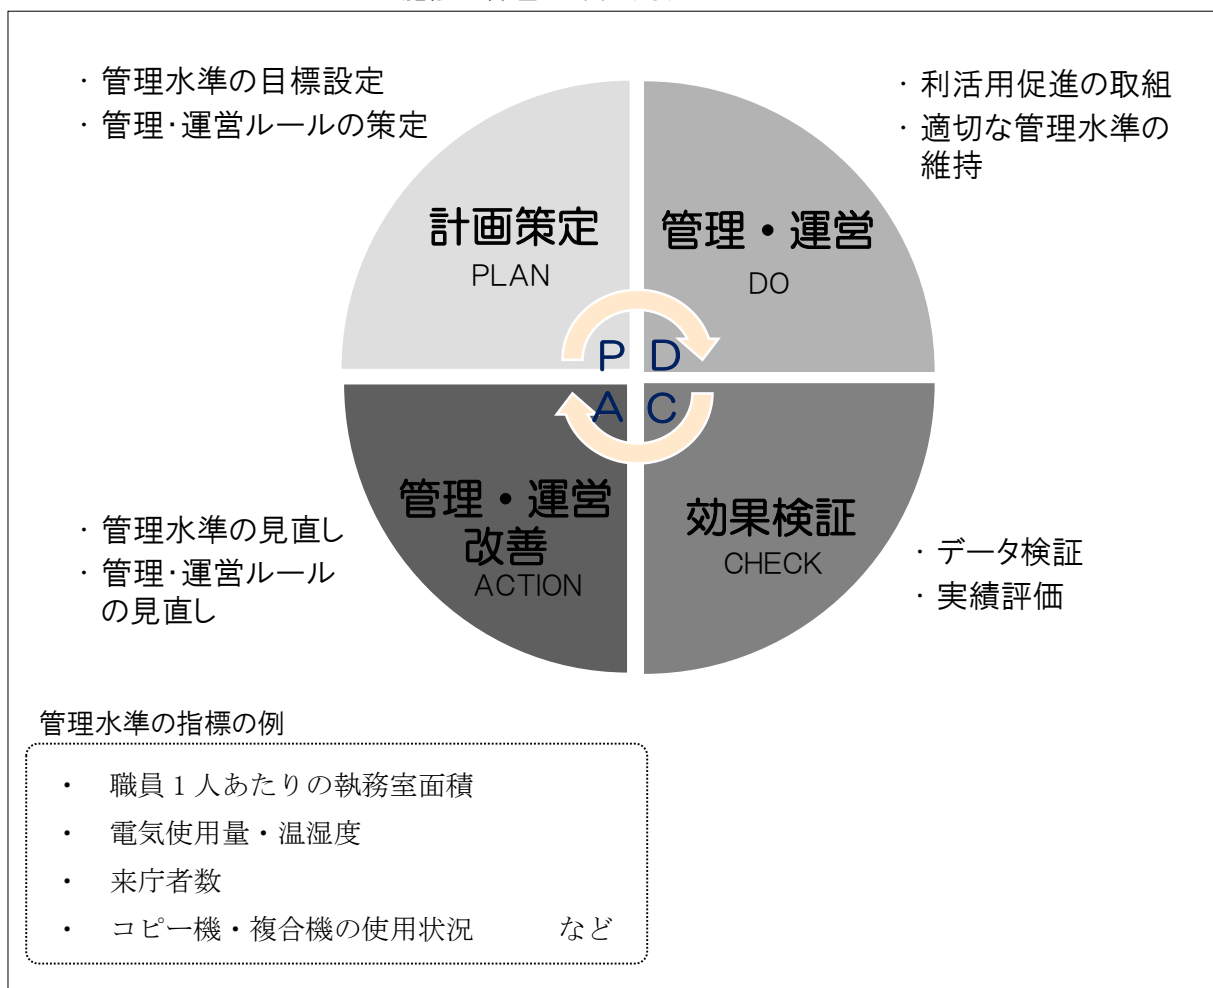 ・管理水準の目標設定
・管理・運営ルールの策定
・利活用促進の取組
・適切な管理水準の
維持
計画策定
PLAN
管理・運営
DO
P D
A C
管理・運営
改善
ACTION
効果検証
CHECK
・管理水準の見直し
・管理・運営ルール
の見直し
・データ検証
・実績評価
管理水準の指標の例
・ 職員1人あたりの執務室面積
・ 電気使用量・温湿度
・ 来庁者数
・ コピー機・複合機の使用状況 など